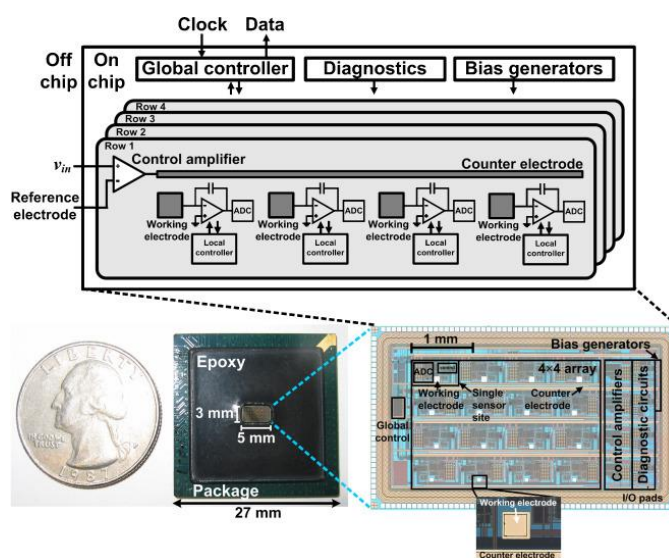 Clock Data
Off chip
On chip
Global controller
Diagnostics
Bias generators
Row 4
Row 3
Row 2
Row 1
Control amplifier
Counter electrode
vin
Reference electrode
+
-
Working electrode
ADC
Local controller
Working electrode
ADC
Local controller
Working electrode
ADC
Local controller
Working electrode
ADC
Local controller
LIBERTY
Epoxy
3 mm
5 mm
Package
27 mm
Bias generators
1 mm
ADC
4×4 array
Working electrode
Single sensor site
Counter electrode
Global control
Control amplifiers
Diagnostic circuits
I/O pads
Working electrode
Counter electrode